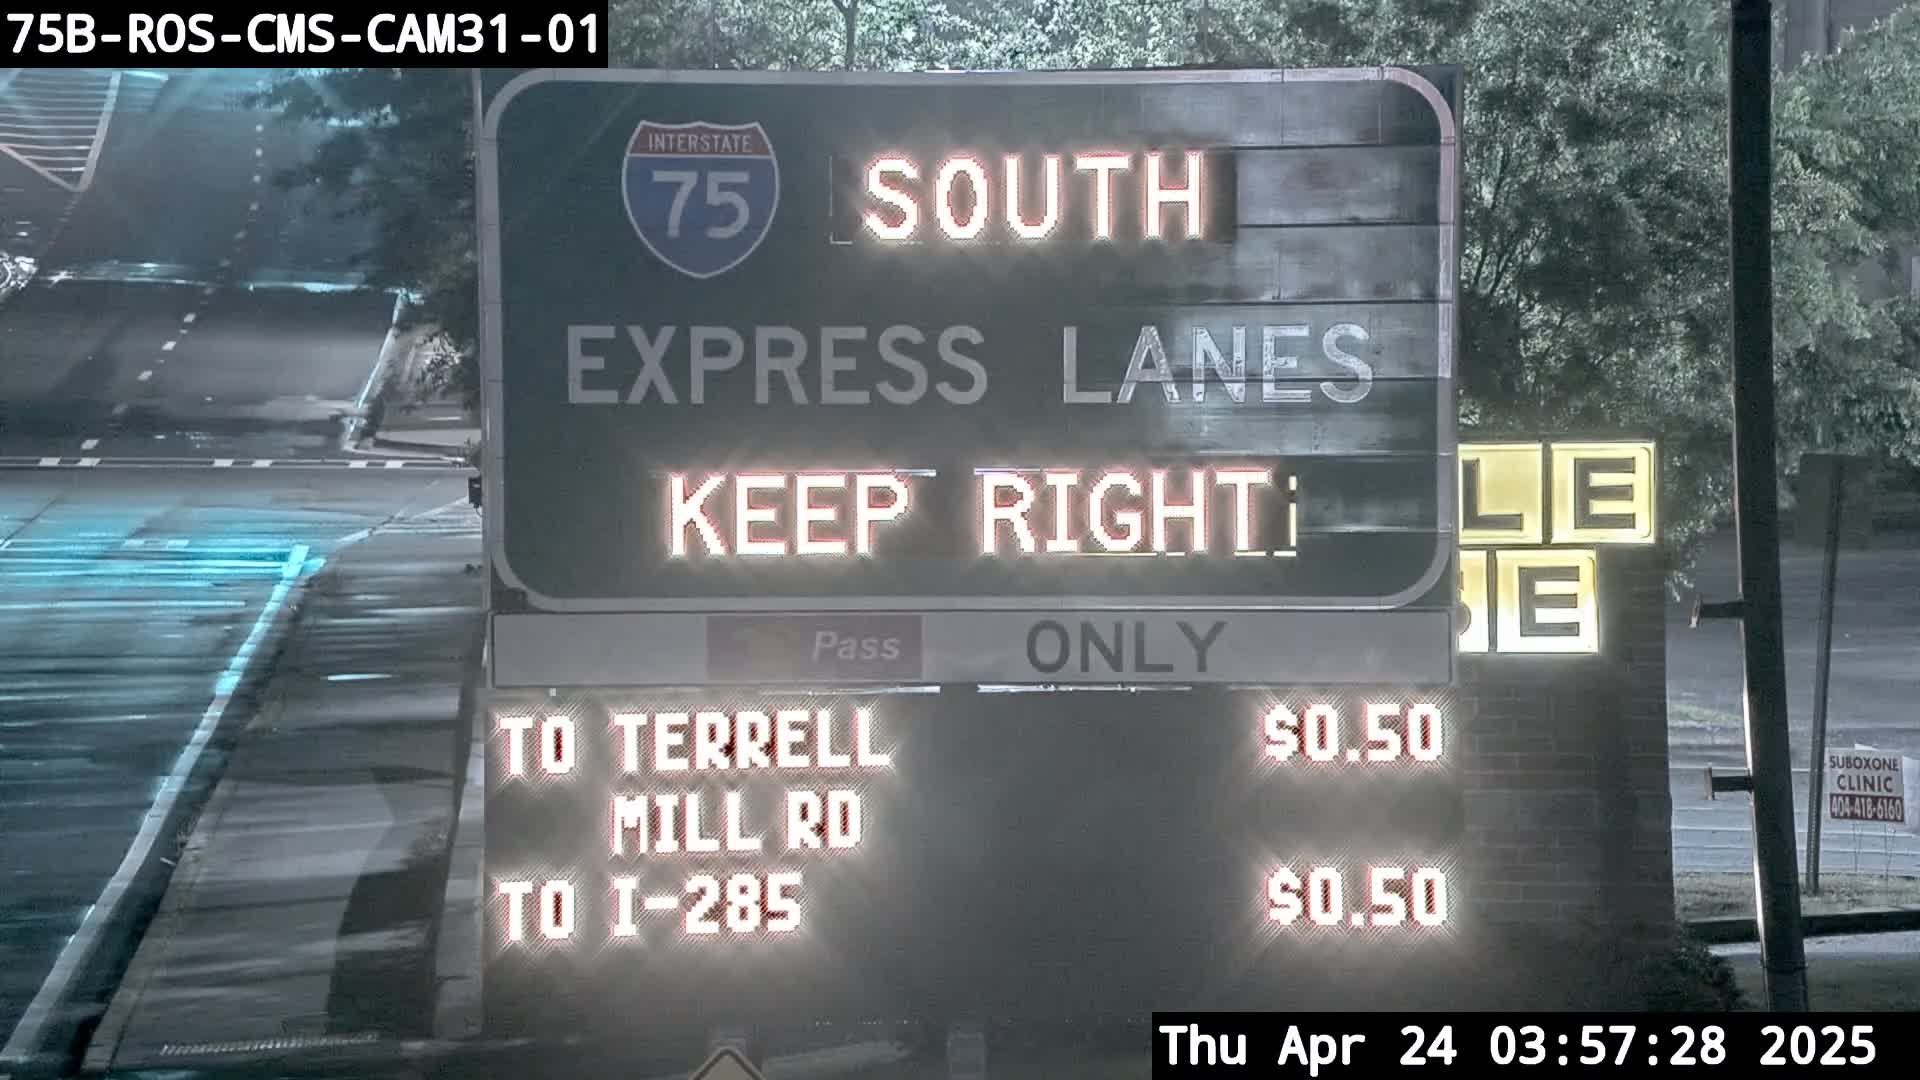 75B-ROS-CMS-CAM31-01
INTERSTATE
75
SOUTH
EXPRESS LANES
KEEP RIGHT
Pass ONLY
TO TERRELL $0.50
MILL RD
TO I-285 $0.50
LE
E
SUBOXONE
CLINIC
404-418-6160
Thu Apr 24 03:57:28 2025